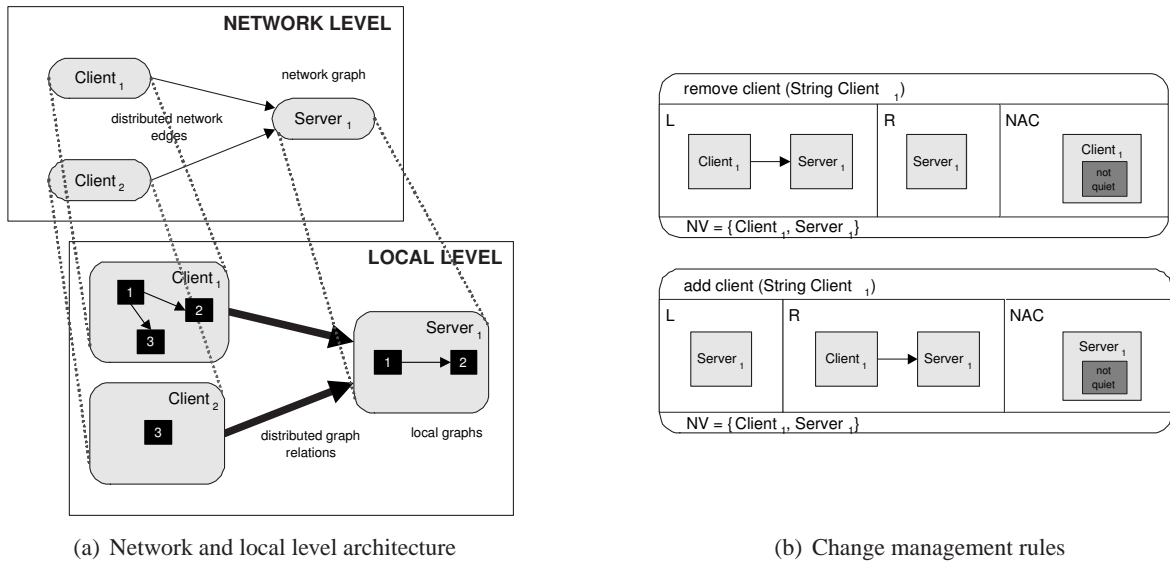 NETWORK LEVEL
Client 1
network graph
distributed network
edges
Server 1
Client 2
LOCAL LEVEL
Client 1
1
2
3
Server 1
1
2
Client 2
3
distributed graph
relations
local graphs
(a) Network and local level architecture
remove client (String Client 1)
L
R
NAC
Client 1
Server 1
Server 1
Client 1
not
quiet
NV = {Client 1, Server 1}
add client (String Client 1)
L
R
NAC
Server 1
Client 1
Server 1
Server 1
not
quiet
NV = {Client 1, Server 1}
(b) Change management rules